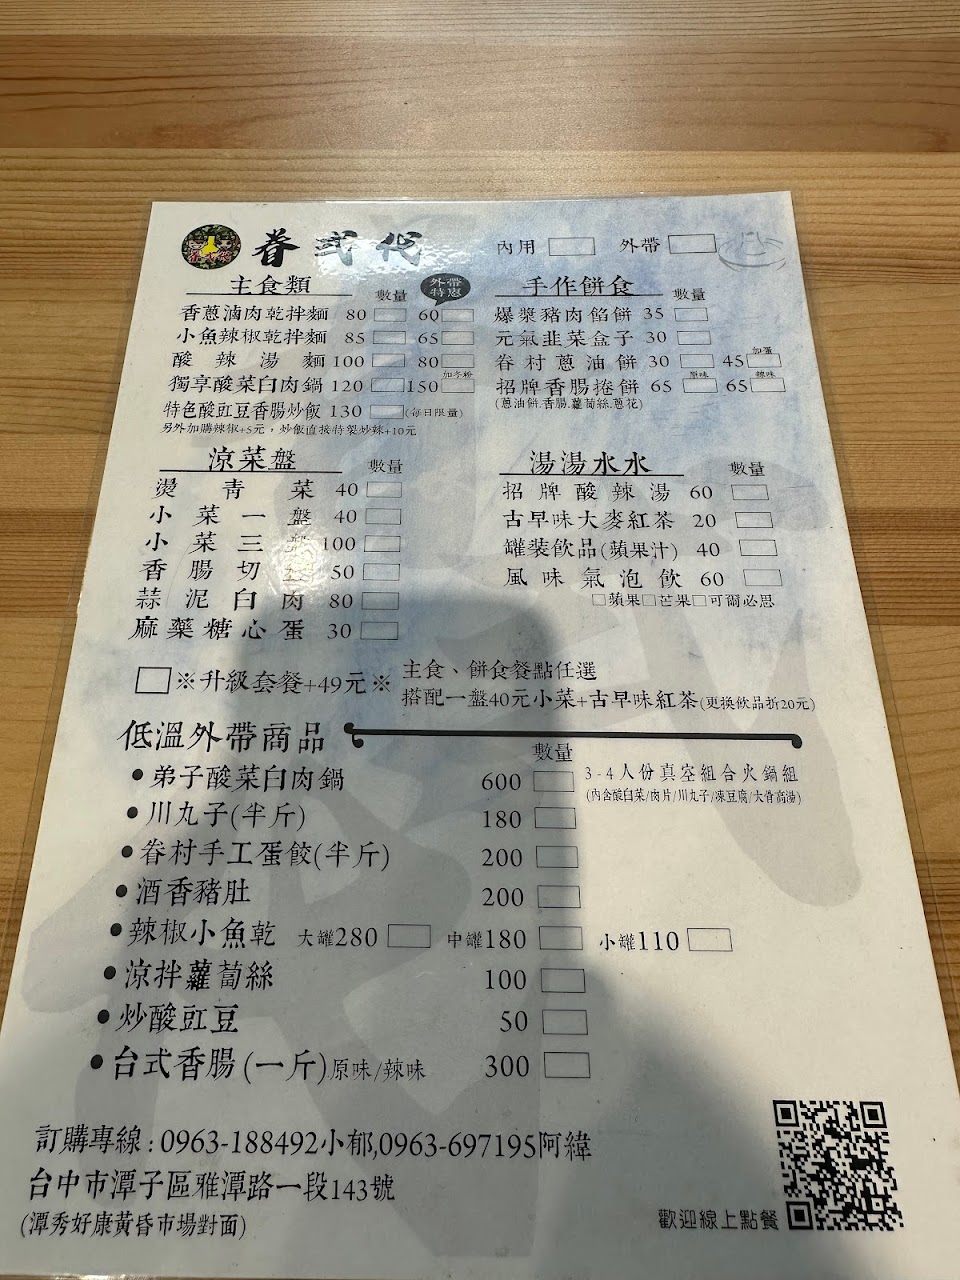 眷弎代 內用 外帶
主食類 數量 外帶特惠
香蔥滷肉乾拌麵 80 60
小魚辣椒乾拌麵 85 65
酸辣湯麵 100 80
獨享酸菜白肉鍋 120 150 加冬粉
特色酸豇豆香腸炒飯 130 (每日限量)
另外加購辣椒+5元，炒飯直接特製炒辣+10元
手作餅食 數量
爆漿豬肉餡餅 35
元氣韭菜盒子 30
眷村蔥油餅 30 45 加蛋
招牌香腸捲餅 65 原味 65 辣味
(蔥油餅.香腸.蘿蔔絲.蔥花)
涼菜盤 數量
燙青菜 40
小菜一盤 40
小菜三 100
香腸切 50
蒜泥白肉 80
麻藥糖心蛋 30
湯湯水水 數量
招牌酸辣湯 60
古早味大麥紅茶 20
罐裝飲品(蘋果汁) 40
風味氣泡飲 60
□蘋果□芒果□可爾必思
□※升級套餐+49元※ 主食、餅食餐點任選
搭配一盤40元小菜+古早味紅茶(更換飲品折20元)
低溫外帶商品
數量
•弟子酸菜白肉鍋 600 3-4人份真空組合火鍋組
(內含酸白菜/肉片/川丸子/凍豆腐/大骨高湯)
•川丸子(半斤) 180
•眷村手工蛋餃(半斤) 200
•酒香豬肚 200
•辣椒小魚乾 大罐280 中罐180 小罐110
•涼拌蘿蔔絲 100
•炒酸豇豆 50
•台式香腸(一斤)原味/辣味 300
訂購專線:0963-188492小郁,0963-697195阿緯
台中市潭子區雅潭路一段143號
(潭秀好康黃昏市場對面)
歡迎線上點餐